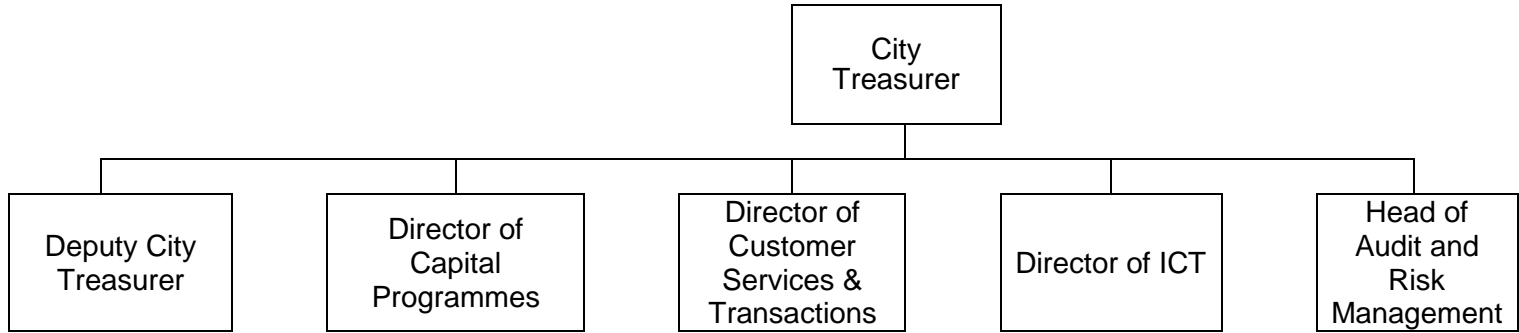 City
Treasurer
Deputy City
Treasurer
Director of
Capital
Programmes
Director of
Customer
Services &
Transactions
Director of ICT
Head of
Audit and
Risk
Management